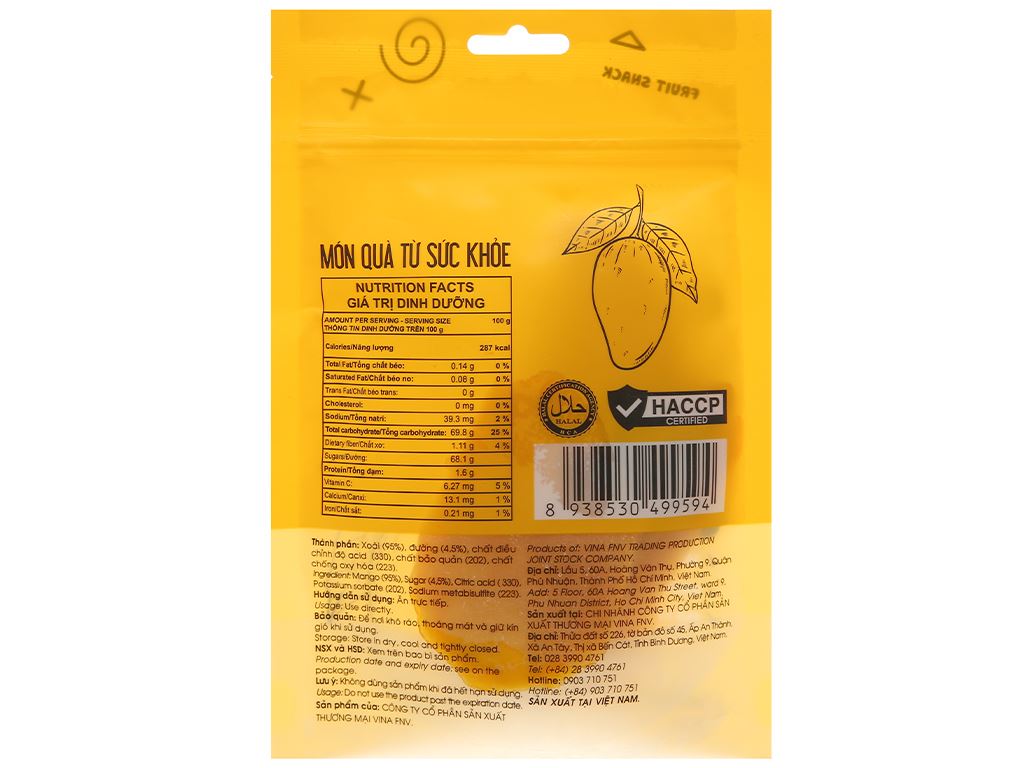 FRUIT SNACK
MÓN QUÀ TỪ SỨC KHỎE
NUTRITION FACTS
GIÁ TRỊ DINH DƯỠNG
AMOUNT PER SERVING - SERVING SIZE 100 g
THÔNG TIN DINH DƯỠNG TRÊN 100 g
Calories/Năng lượng 287 kcal
Total Fat/Tổng chất béo: 0.14 g 0 %
Saturated Fat/Chất béo no: 0.08 g 0 %
Trans Fat/Chất béo trans: 0 g
Cholesterol: 0 mg 0 %
Sodium/Tổng natri: 39.3 mg 2 %
Total carbohydrate/Tổng carbohydrate: 69.8 g 25 %
Dietary fiber/Chất xơ: 1.11 g 4 %
Sugars/Đường: 68.1 g
Protein/Tổng đạm: 1.6 g
Vitamin C: 6,27 mg 5 %
Calcium/Canxi: 13.1 mg 1 %
Iron/Chất sắt: 0.21 mg 1 %
حلال
HALAL
HCA
HACCP
CERTIFIED
8 938530 499594
Thành phần: Xoài (95%), đường (4,5%), chất điều
chỉnh độ acid (330), chất bảo quản (202), chất
chống oxy hóa (223).
Ingredient: Mango (95%), Sugar (4,5%), Citric acid ( 330),
Potassium sorbate (202), Sodium metabisulfite (223).
Hướng dẫn sử dụng: Ăn trực tiếp.
Usage: Use directly.
Bảo quản: Để nơi khô ráo, thoáng mát và giữ kín
gió khi sử dụng.
Storage: Store in dry, cool and tightly closed.
NSX và HSD: Xem trên bao bì sản phẩm.
Production date and expiry date: see on the
package.
Lưu ý: Không dùng sản phẩm khi đã hết hạn sử dụng.
Usage: Do not use the product past the expiration date.
Sản phẩm của: CÔNG TY CỔ PHẦN SẢN XUẤT
THƯƠNG MẠI VINA FNV.
Products of: VINA FNV TRADING PRODUCTION
JOINT STOCK COMPANY.
Địa chỉ: Lầu 5, 60A, Hoàng Văn Thụ, Phường 9, Quận
Phú Nhuận, Thành Phố Hồ Chí Minh, Việt Nam.
Add: 5 Floor, 60A Hoang Van Thu Street, ward 9,
Phu Nhuan District, Ho Chi Minh City, Viet Nam.
Sản xuất tại: CHI NHÁNH CÔNG TY CỔ PHẦN SẢN
XUẤT THƯƠNG MẠI VINA FNV.
Địa chỉ: Thửa đất số 226, tờ bản đồ số 45, Ấp An Thành,
Xã An Tây, Thị xã Bến Cát, Tỉnh Bình Dương, Việt Nam.
Tel: 028 3990 4761
Tel: (+84) 28 3990 4761
Hotline: 0903 710 751
Hotline: (+84) 903 710 751
SẢN XUẤT TẠI VIỆT NAM.